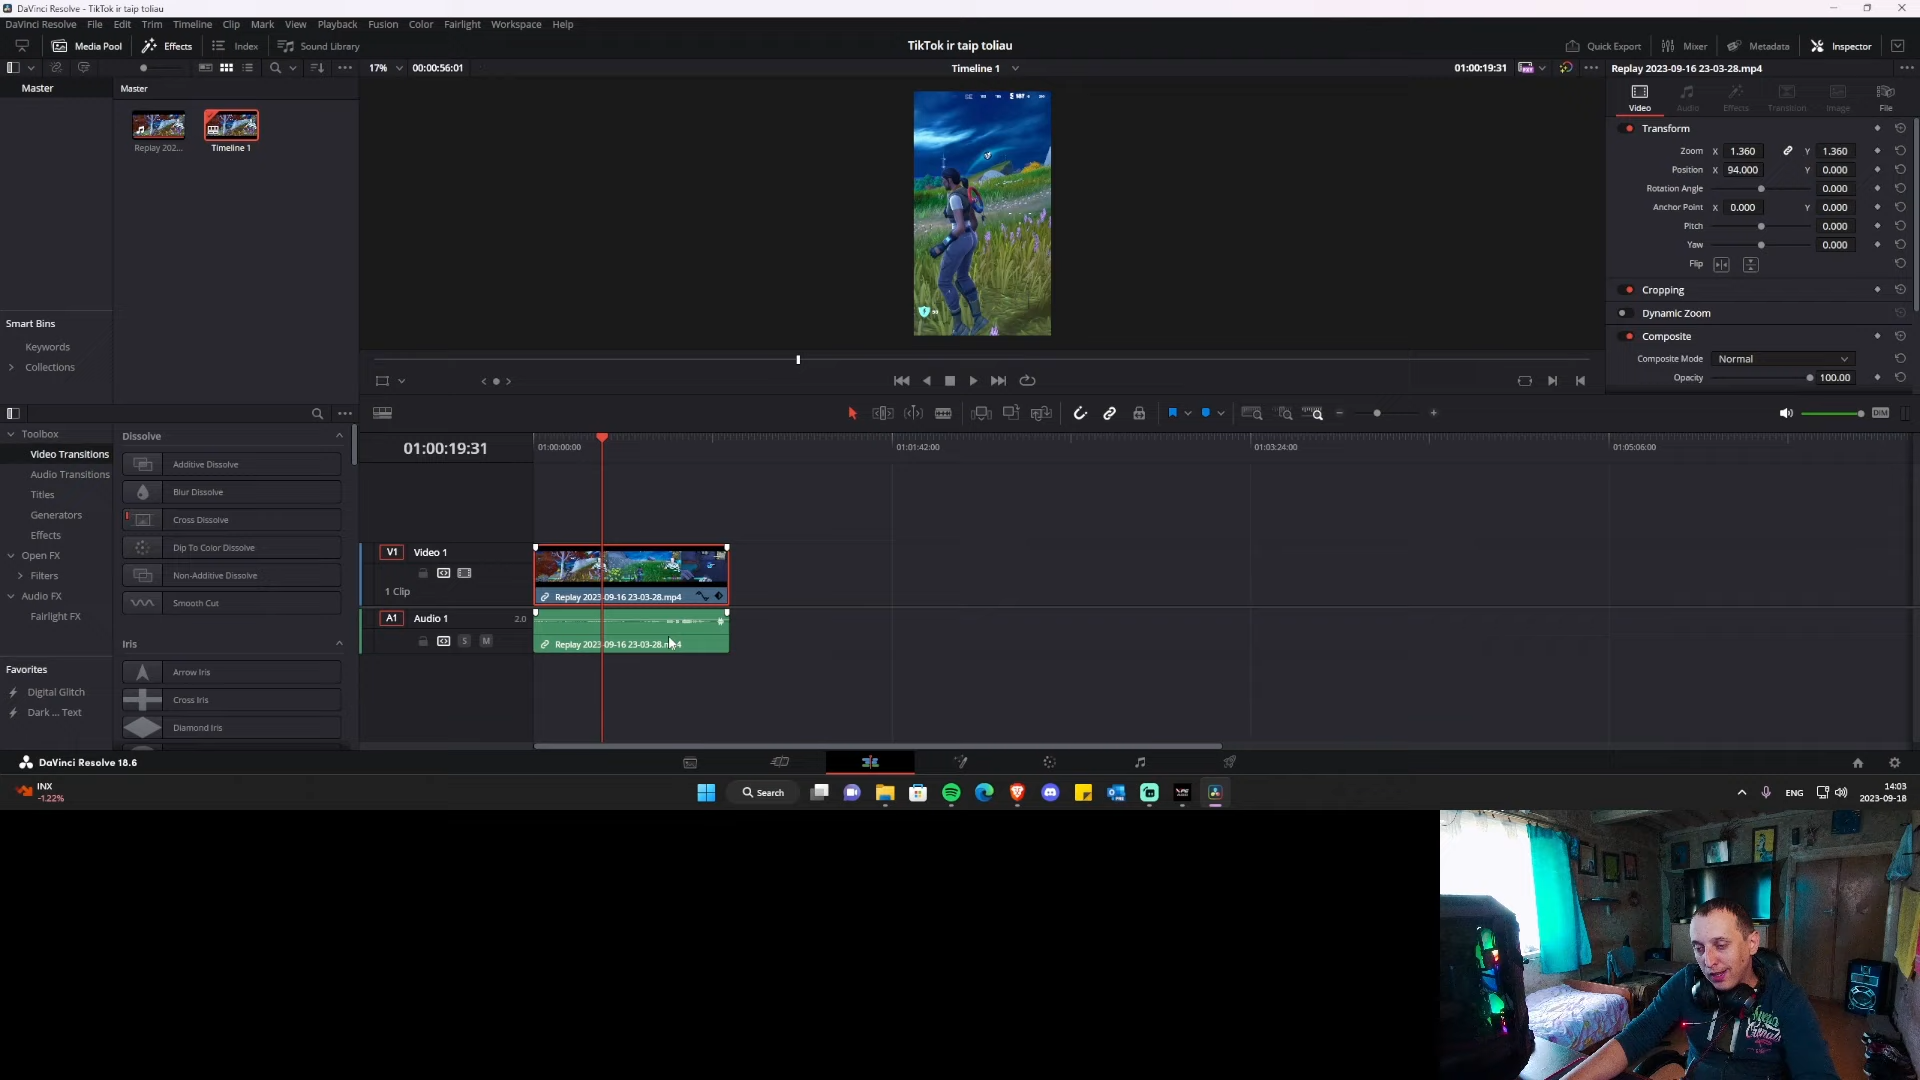 DaVinci Resolve - TikTok ir taip toliau
DaVinci Resolve File Edit Trim Timeline Clip Mark View Playback Fusion Color Fairlight Workspace Help
Media Pool Effects Index Sound Library TikTok ir taip toliau Quick Export Mixer Metadata Inspector
17% 00:00:56:01 Timeline 1 01:00:19:31 Replay 2023-09-16 23-03-28.mp4
Master Master
Video Audio Effects Transition Image File
Replay 202... Timeline 1
Transform
Zoom X 1.360 Y 1.360
Position X 94.000 Y 0.000
Rotation Angle 0.000
Anchor Point X 0.000 Y 0.000
Pitch 0.000
Yaw 0.000
Flip
Cropping
Dynamic Zoom
Composite
Composite Mode Normal
Opacity 100.00
Smart Bins
Keywords
Collections
DIM
Toolbox
Video Transitions
Audio Transitions
Titles
Generators
Effects
Open FX
Filters
Audio FX
Fairlight FX
Favorites
Digital Glitch
Dark ... Text
Dissolve
Additive Dissolve
Blur Dissolve
Cross Dissolve
Dip To Color Dissolve
Non-Additive Dissolve
Smooth Cut
Iris
Arrow Iris
Cross Iris
Diamond Iris
01:00:19:31 01:00:00:00 01:01:42:00 01:03:24:00 01:05:06:00
V1 Video 1
1 Clip
Replay 2023-09-16 23-03-28.mp4
A1 Audio 1 2.0
S M
Replay 2023-09-16 23-03-28.mp4
DaVinci Resolve 18.6
INX
-1.22%
Search
ENG
14:03
2023-09-18